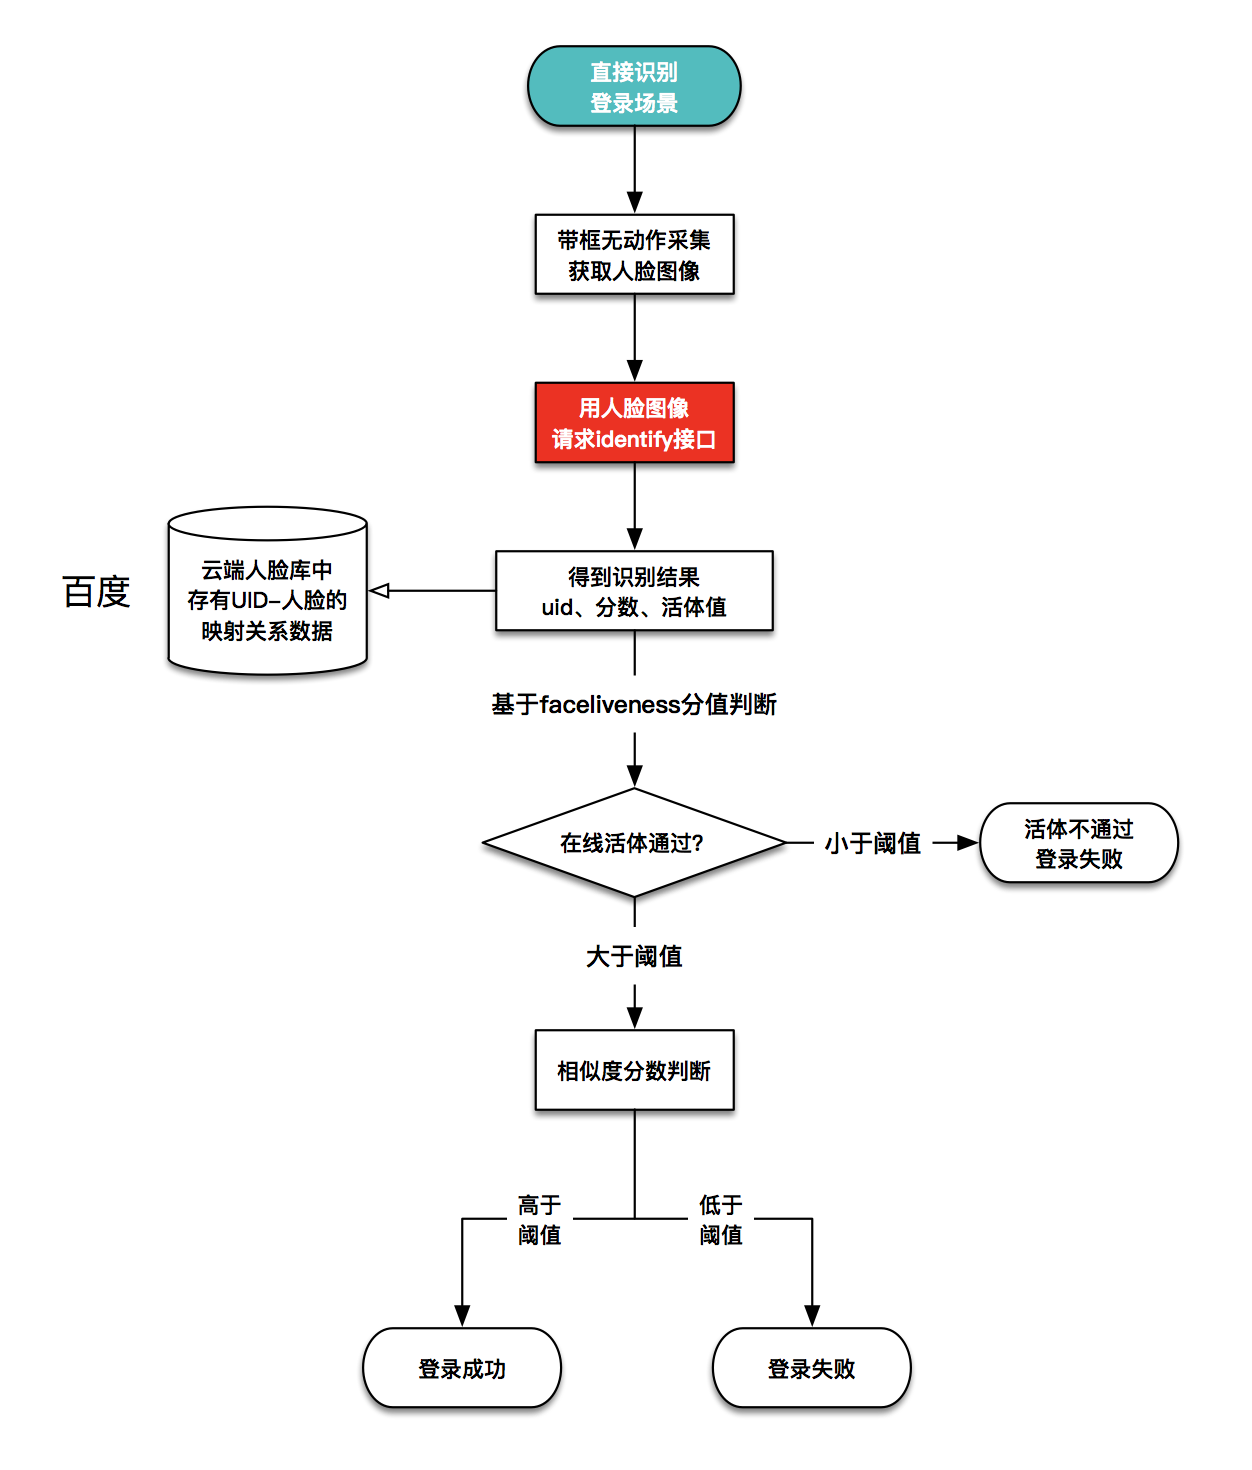 直接识别
登录场景
带框无动作采集
获取人脸图像
用人脸图像
请求identify接口
百度
云端人脸库中
存有UID-人脸的
映射关系数据
得到识别结果
uid、分数、活体值
基于faceliveness分值判断
在线活体通过?
小于阈值
活体不通过
登录失败
大于阈值
相似度分数判断
高于
阈值
低于
阈值
登录成功
登录失败